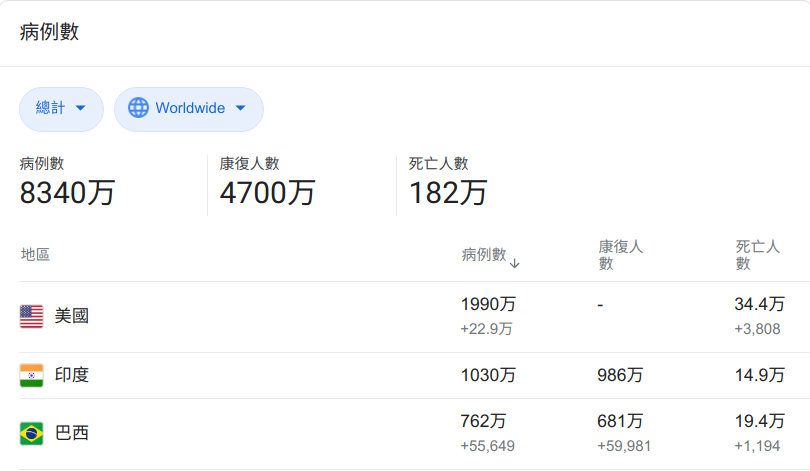 病例數
總計 Worldwide
病例數 康復人數 死亡人數
8340万 4700万 182万
地區 病例數 康復人數 死亡人數
美國 1990万 - 34.4万
+22.9万 +3,808
印度 1030万 986万 14.9万
巴西 762万 681万 19.4万
+55,649 +59,981 +1,194